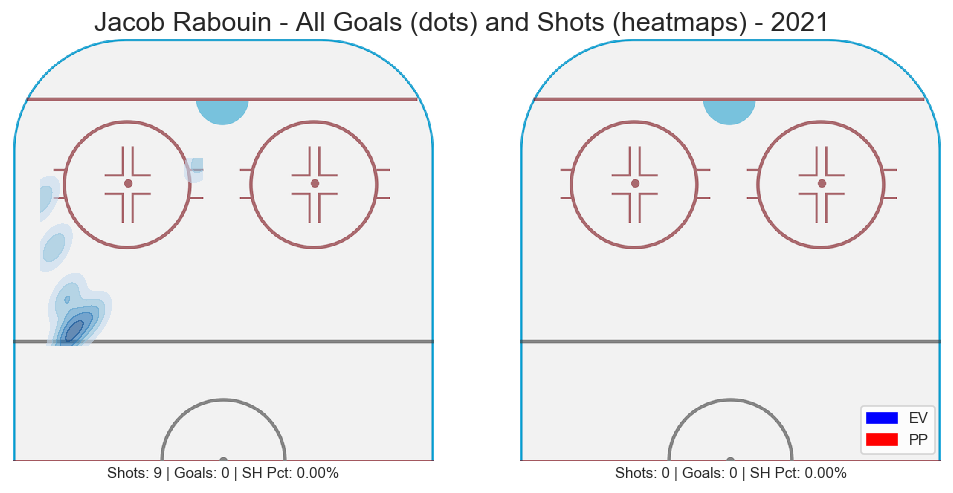 Jacob Rabouin - All Goals (dots) and Shots (heatmaps) - 2021
EV
PP
Shots: 9 | Goals: 0 | SH Pct: 0.00%
Shots: 0 | Goals: 0 | SH Pct: 0.00%